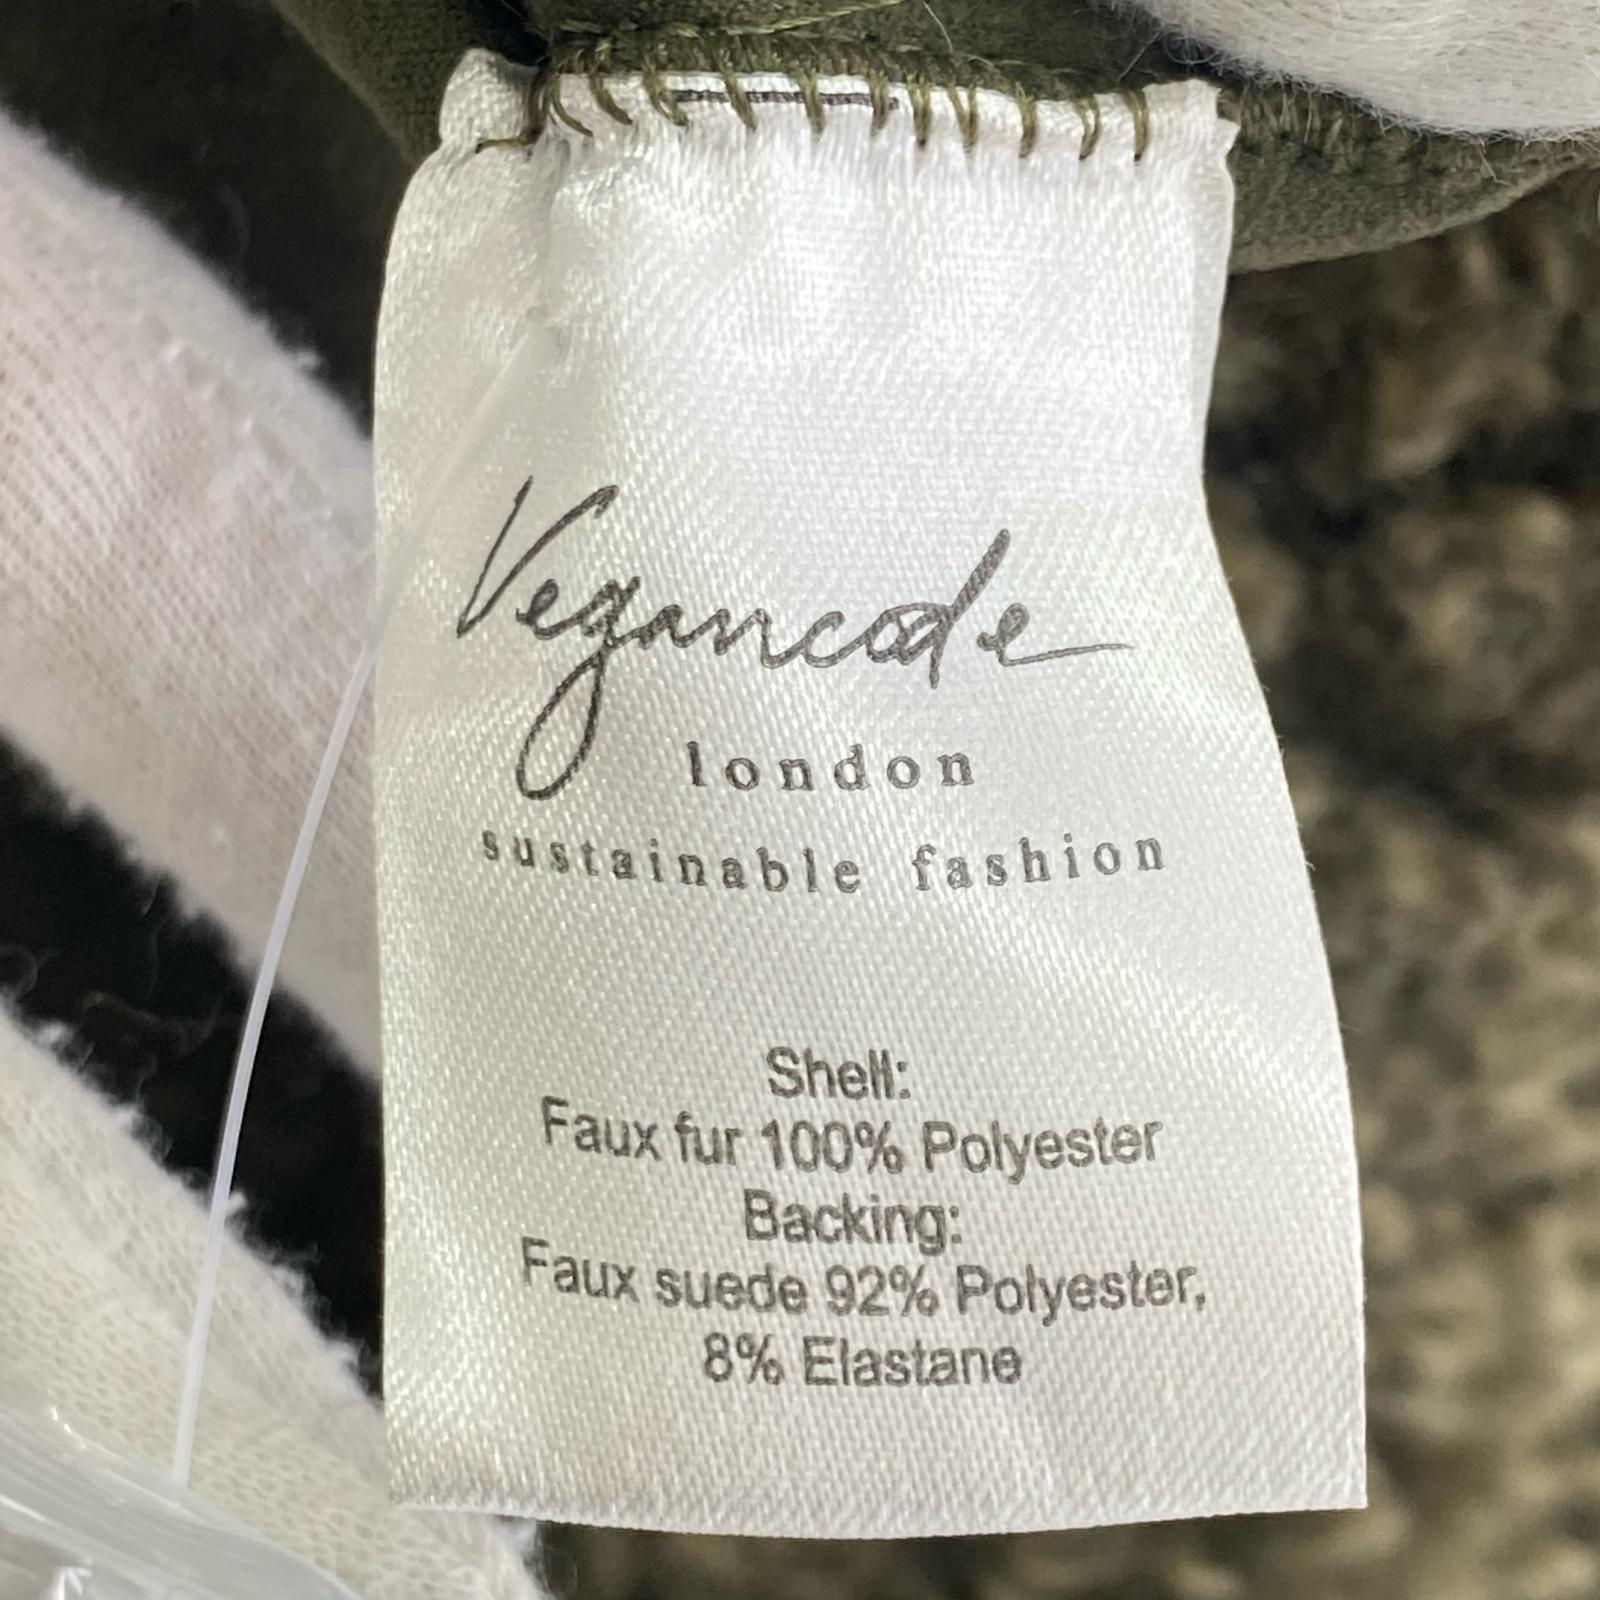 Vegancode
london
sustainable fashion
Shell:
Faux fur 100% Polyester
Backing:
Faux suede 92% Polyester,
8% Elastane